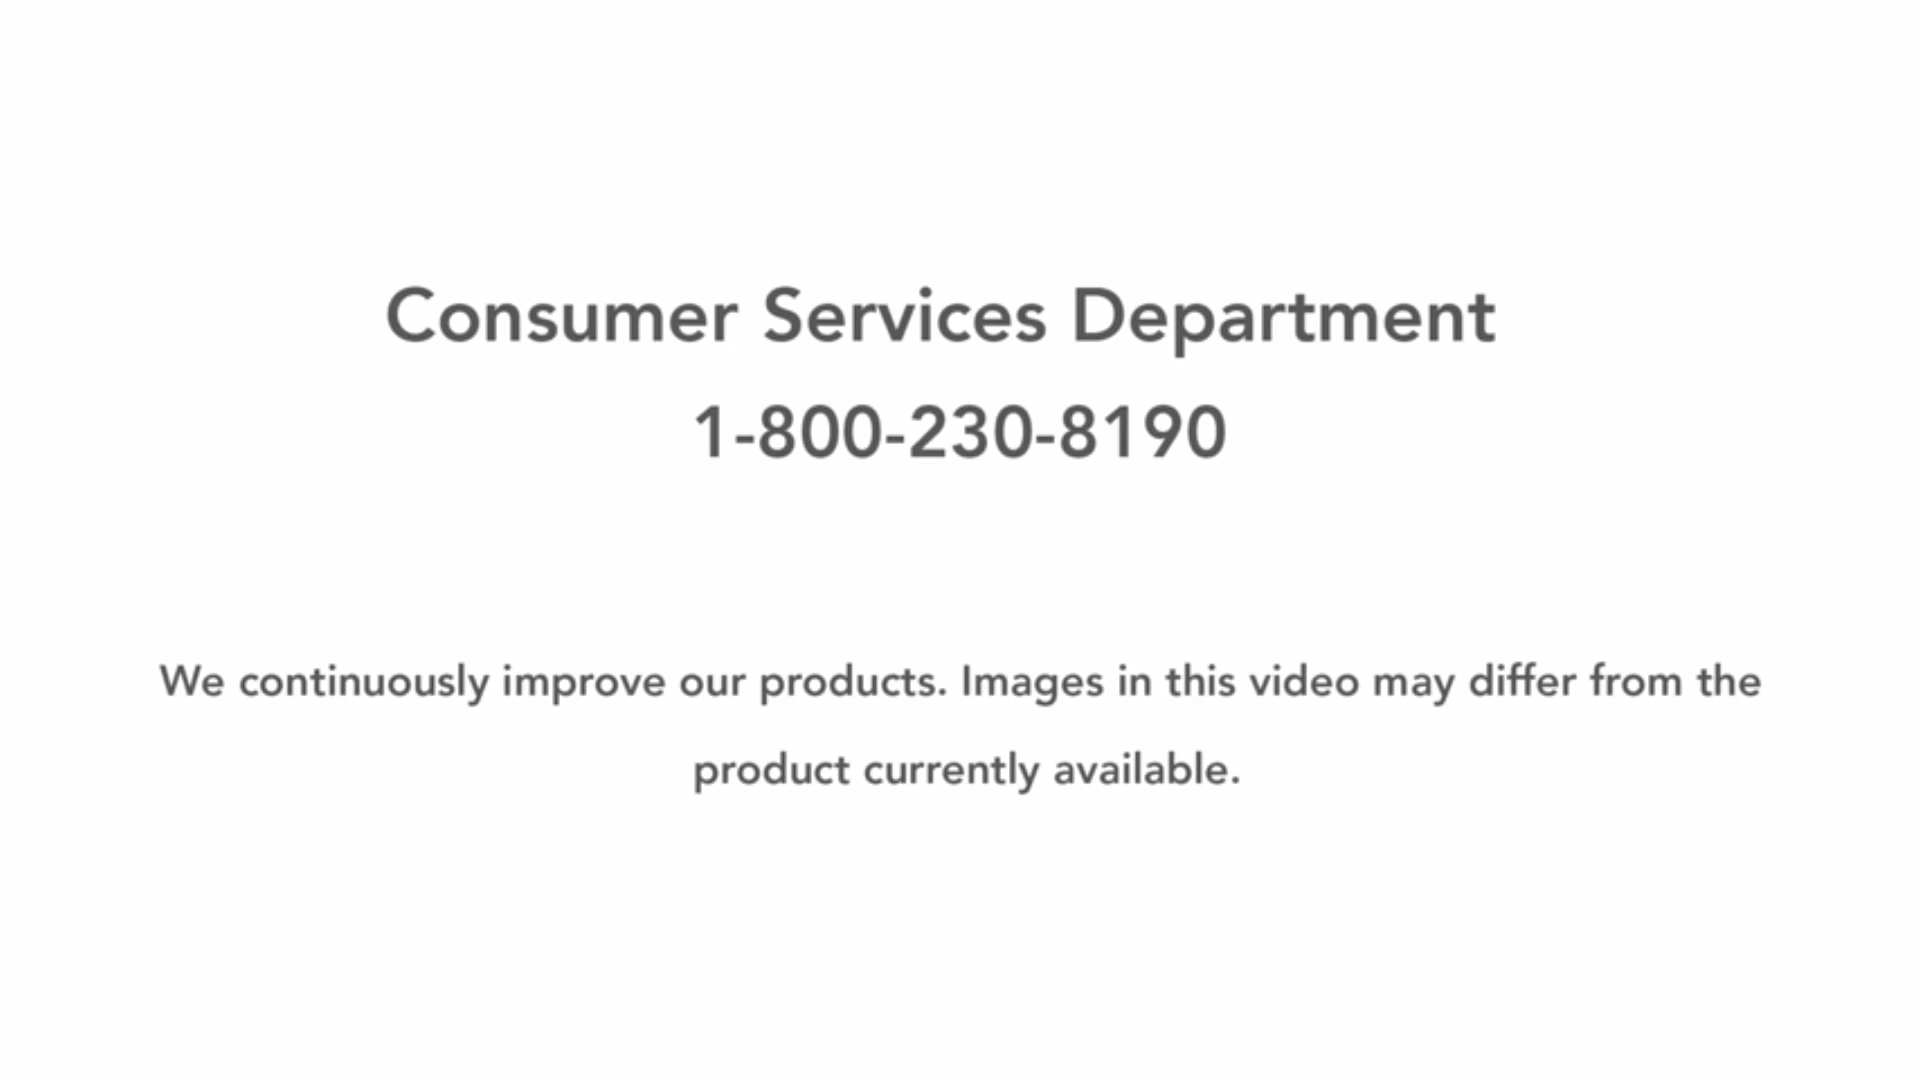 Consumer Services Department
1-800-230-8190
We continuously improve our products. Images in this video may differ from the
product currently available.